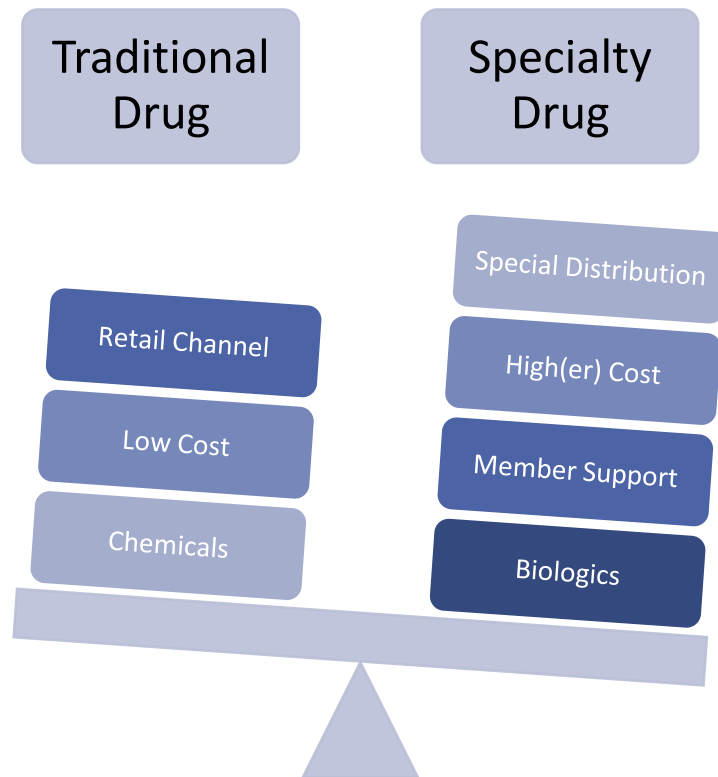 Traditional
Drug
Specialty
Drug
Retail Channel
Low Cost
Chemicals
Special Distribution
High(er) Cost
Member Support
Biologics